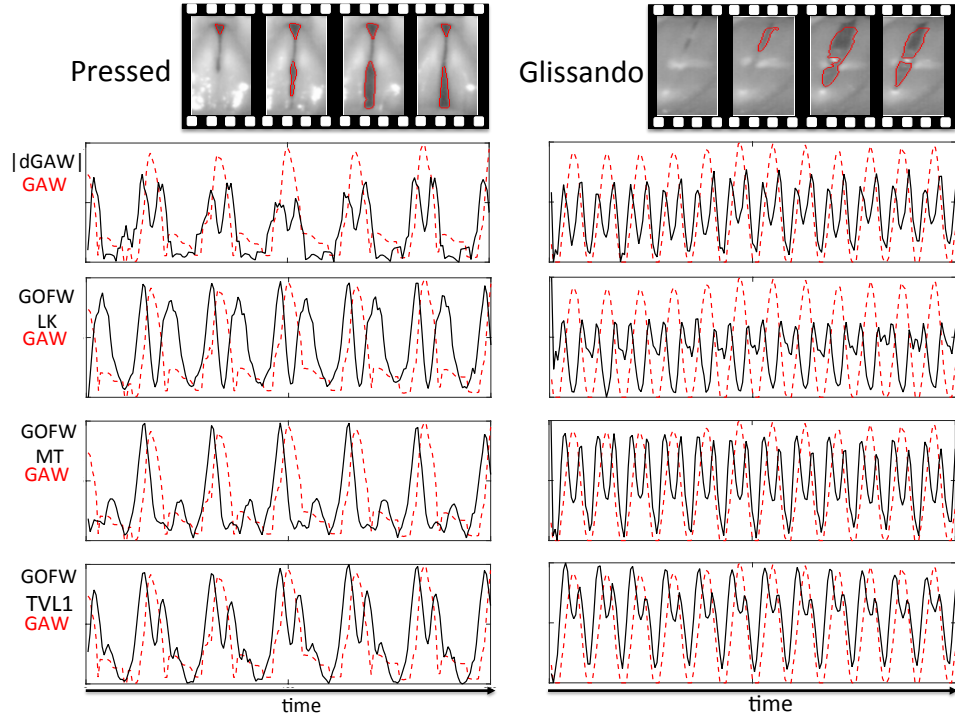 Pressed
Glissando
|dGAW|
GAW
GOFW
LK
GAW
GOFW
MT
GAW
GOFW
TVL1
GAW
time
time